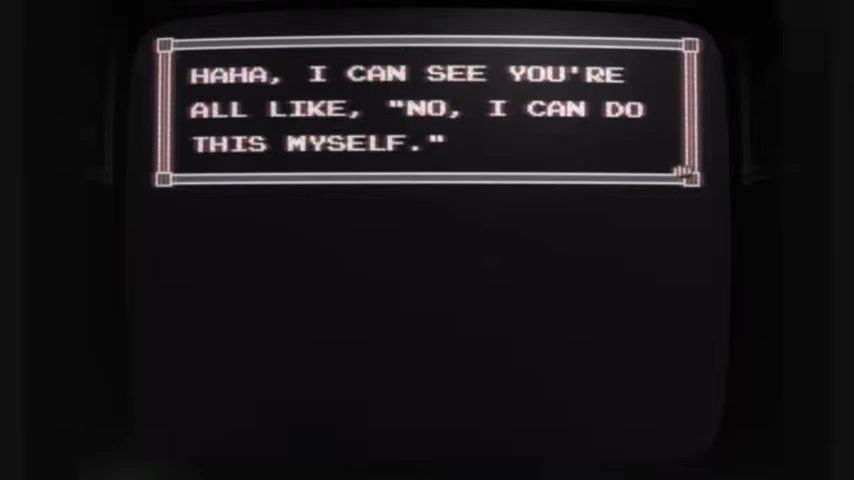 HAHA, I CAN SEE YOU'RE
ALL LIKE, "NO, I CAN DO
THIS MYSELF."